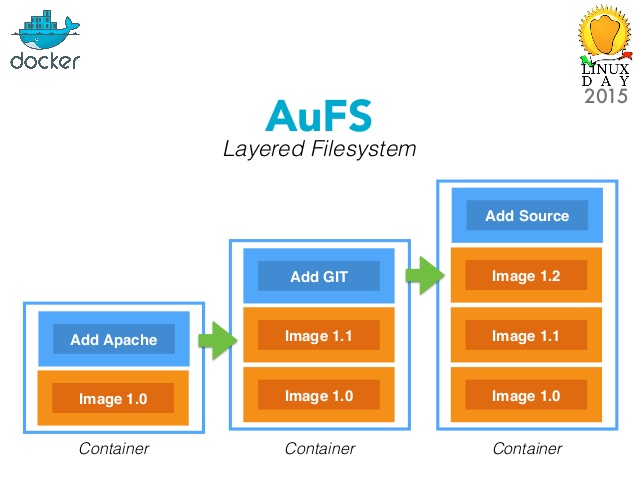 docker
LINUX
DAY
2015
AuFS
Layered Filesystem
Add Apache
Image 1.0
Container
Add GIT
Image 1.1
Image 1.0
Container
Add Source
Image 1.2
Image 1.1
Image 1.0
Container